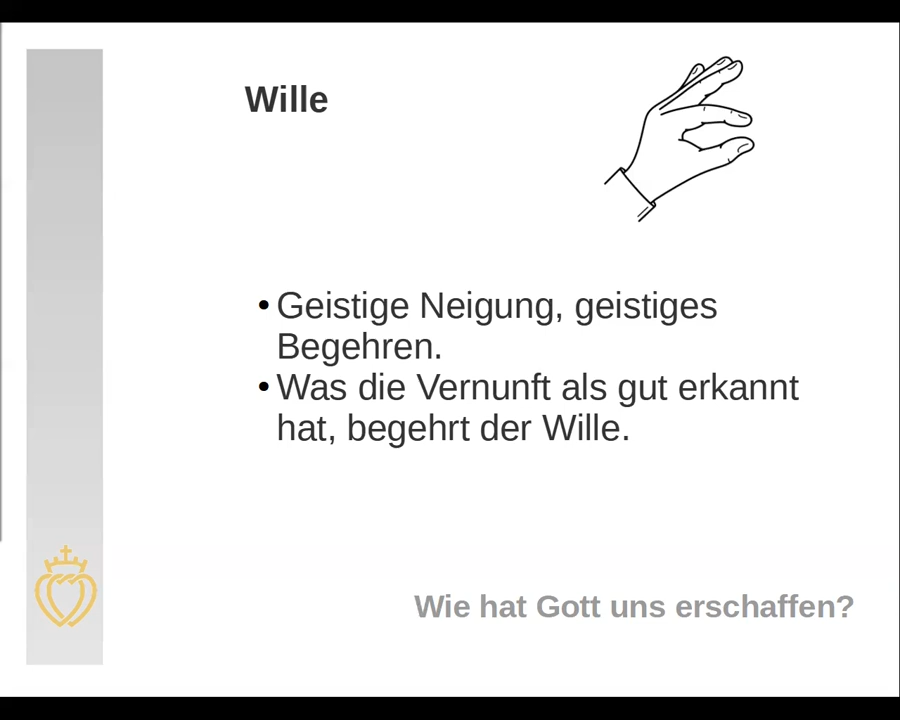 Wille
• Geistige Neigung, geistiges
Begehren.
• Was die Vernunft als gut erkannt
hat, begehrt der Wille.
Wie hat Gott uns erschaffen?